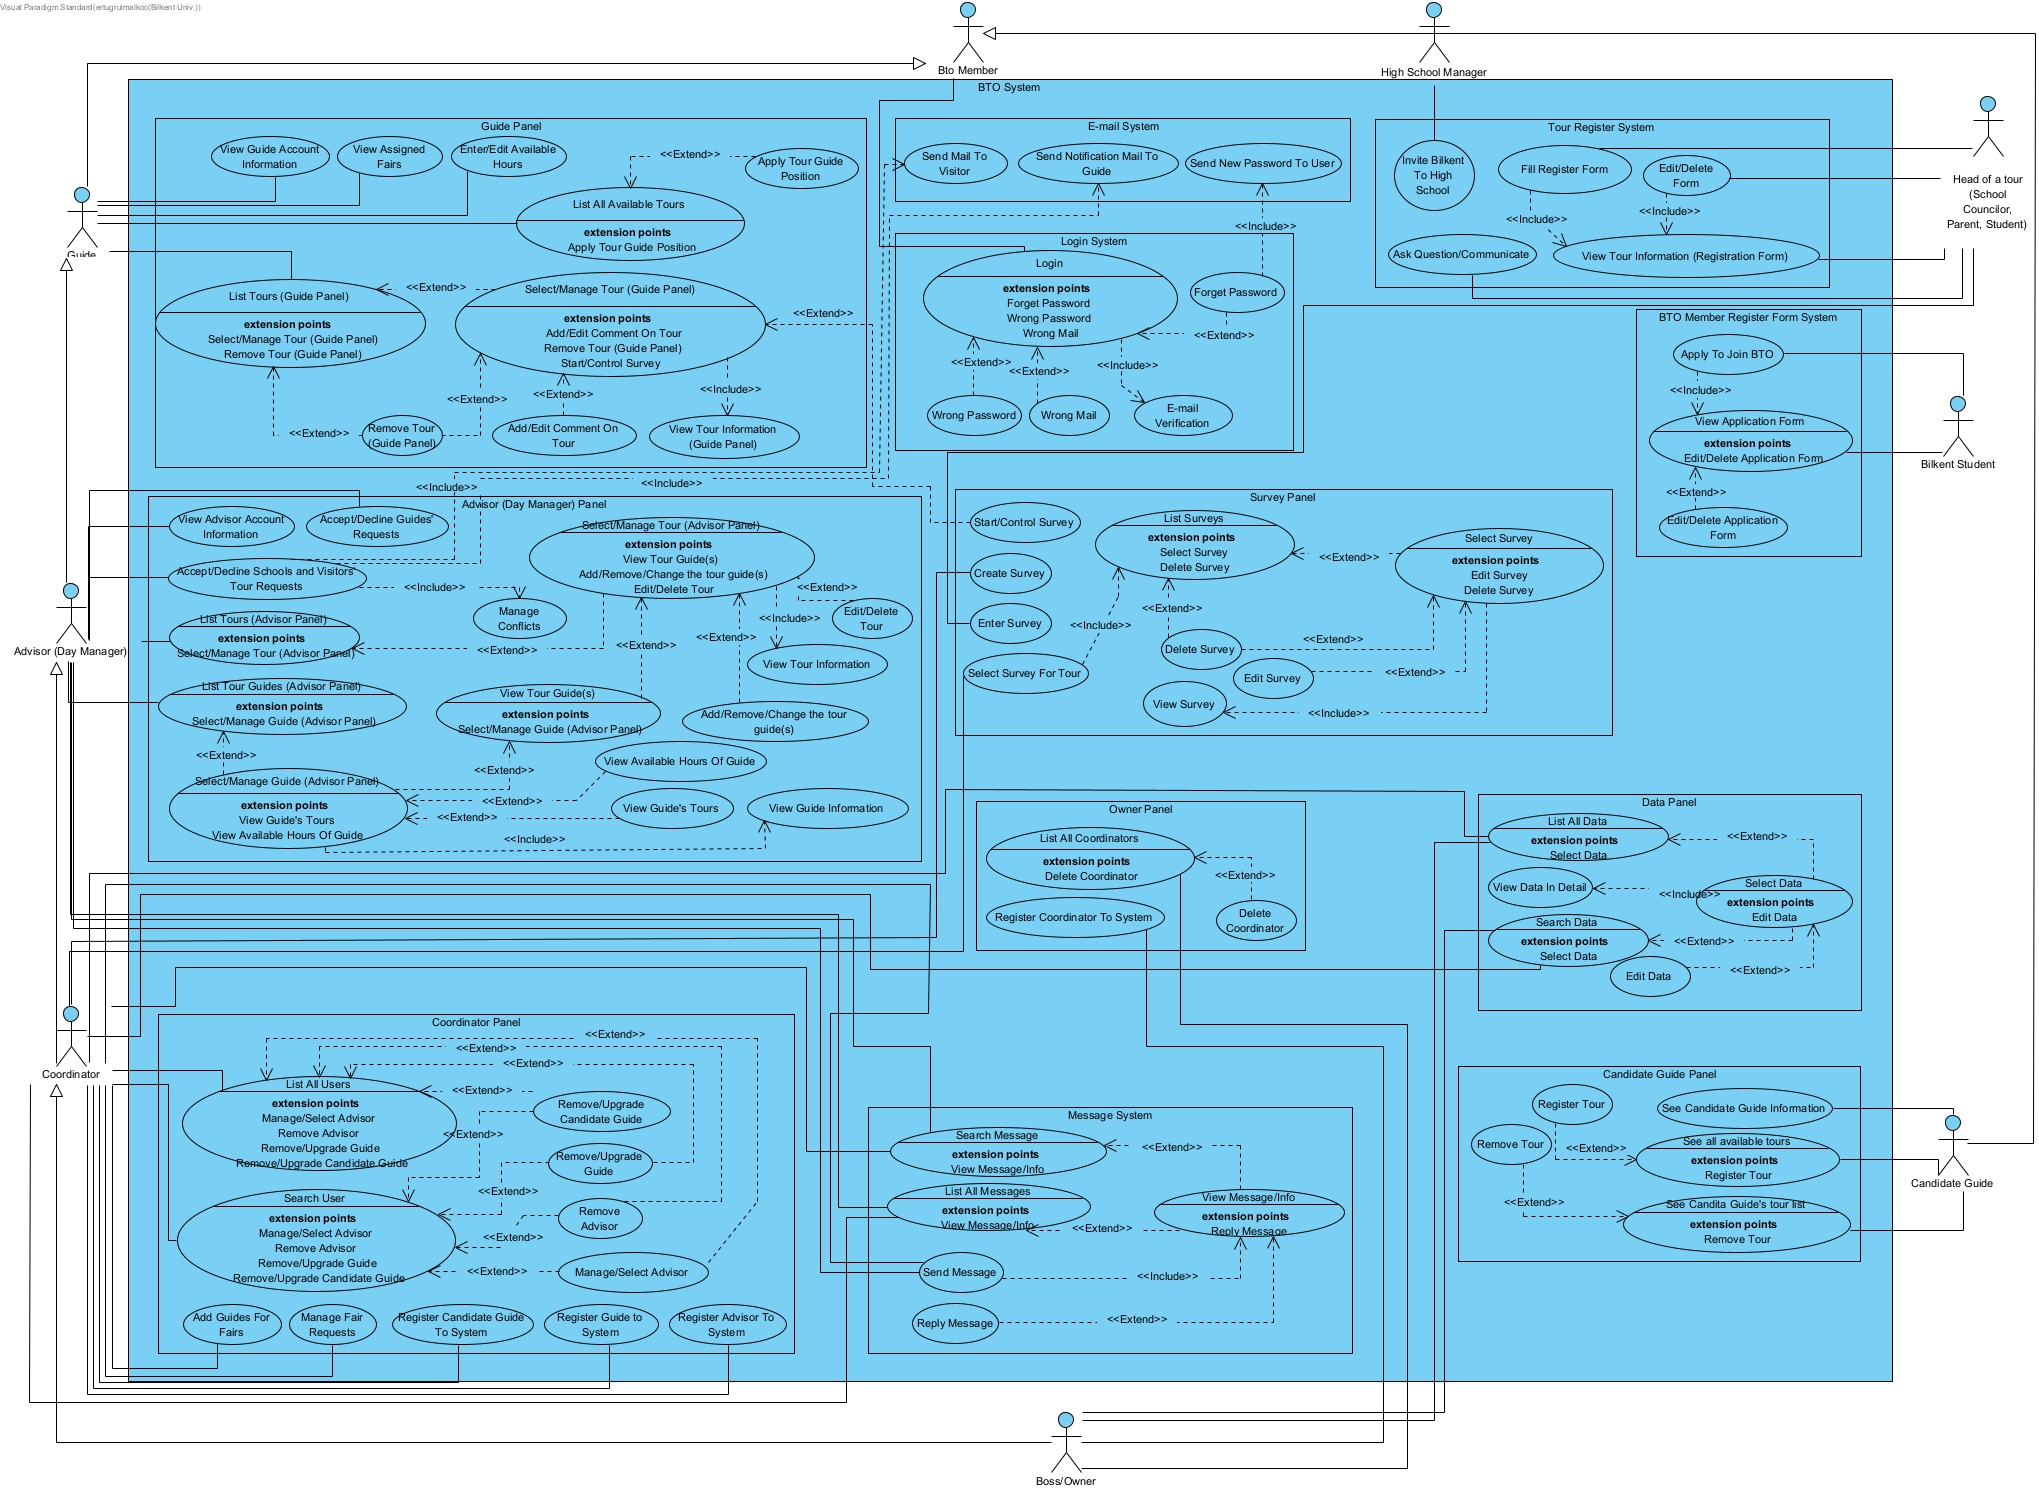 Visual Paradigm Standard(ertugrulmalkoc(Bilkent Univ.))
Bto Member
High School Manager
BTO System
Guide Panel
View Guide Account
Information
View Assigned
Fairs
Enter/Edit Available
Hours
<<Extend>>
Apply Tour Guide
Position
List All Available Tours
extension points
Apply Tour Guide Position
Guide
List Tours (Guide Panel)
extension points
Select/Manage Tour (Guide Panel)
Remove Tour (Guide Panel)
<<Extend>>
Select/Manage Tour (Guide Panel)
extension points
Add/Edit Comment On Tour
Remove Tour (Guide Panel)
Start/Control Survey
<<Extend>>
<<Include>>
<<Extend>>
<<Extend>>
<<Extend>>
Remove Tour
(Guide Panel)
Add/Edit Comment On
Tour
View Tour Information
(Guide Panel)
E-mail System
Send Mail To
Visitor
Send Notification Mail To
Guide
Send New Password To User
<<Include>>
Login System
Login
extension points
Forget Password
Wrong Password
Wrong Mail
Forget Password
<<Extend>>
<<Extend>>
<<Extend>>
<<Include>>
Wrong Password
Wrong Mail
E-mail
Verification
Tour Register System
Invite Bilkent
To High
School
Fill Register Form
Edit/Delete
Form
<<Include>>
<<Include>>
Ask Question/Communicate
View Tour Information (Registration Form)
Head of a tour
(School
Councilor,
Parent, Student)
BTO Member Register Form System
Apply To Join BTO
<<Include>>
View Application Form
extension points
Edit/Delete Application Form
<<Extend>>
Edit/Delete Application
Form
Bilkent Student
<<Include>>
<<Include>>
Advisor (Day Manager) Panel
View Advisor Account
Information
Accept/Decline Guides'
Requests
Select/Manage Tour (Advisor Panel)
extension points
View Tour Guide(s)
Add/Remove/Change the tour guide(s)
Edit/Delete Tour
Accept/Decline Schools and Visitors'
Tour Requests
<<Include>>
Manage
Conflicts
<<Extend>>
Edit/Delete
Tour
List Tours (Advisor Panel)
extension points
Select/Manage Tour (Advisor Panel)
<<Extend>>
<<Extend>>
<<Extend>>
<<Include>>
View Tour Information
Advisor (Day Manager)
List Tour Guides (Advisor Panel)
extension points
Select/Manage Guide (Advisor Panel)
View Tour Guide(s)
extension points
Select/Manage Guide (Advisor Panel)
Add/Remove/Change the tour
guide(s)
<<Extend>>
<<Extend>>
View Available Hours Of Guide
Select/Manage Guide (Advisor Panel)
extension points
View Guide's Tours
View Available Hours Of Guide
<<Extend>>
<<Extend>>
View Guide's Tours
View Guide Information
<<Include>>
Survey Panel
Start/Control Survey
List Surveys
extension points
Select Survey
Delete Survey
<<Extend>>
Select Survey
extension points
Edit Survey
Delete Survey
Create Survey
Enter Survey
<<Include>>
<<Extend>>
Select Survey For Tour
Delete Survey
<<Extend>>
Edit Survey
<<Extend>>
View Survey
<<Include>>
Owner Panel
List All Coordinators
extension points
Delete Coordinator
<<Extend>>
Register Coordinator To System
Delete
Coordinator
Data Panel
List All Data
extension points
Select Data
<<Extend>>
View Data In Detail
<<Include>>
Select Data
extension points
Edit Data
Search Data
extension points
Select Data
<<Extend>>
Edit Data
<<Extend>>
Coordinator
Coordinator Panel
<<Extend>>
<<Extend>>
<<Extend>>
List All Users
extension points
Manage/Select Advisor
Remove Advisor
Remove/Upgrade Guide
Remove/Upgrade Candidate Guide
<<Extend>>
Remove/Upgrade
Candidate Guide
<<Extend>>
Remove/Upgrade
Guide
<<Extend>>
Search User
extension points
Manage/Select Advisor
Remove Advisor
Remove/Upgrade Guide
Remove/Upgrade Candidate Guide
Remove
Advisor
<<Extend>>
<<Extend>>
Manage/Select Advisor
Add Guides For
Fairs
Manage Fair
Requests
Register Candidate Guide
To System
Register Guide to
System
Register Advisor To
System
Message System
Search Message
extension points
View Message/Info
<<Extend>>
List All Messages
extension points
View Message/Info
<<Extend>>
View Message/Info
extension points
Reply Message
Send Message
<<Include>>
Reply Message
<<Extend>>
Candidate Guide Panel
Register Tour
See Candidate Guide Information
Remove Tour
<<Extend>>
See all available tours
extension points
Register Tour
<<Extend>>
See Candita Guide's tour list
extension points
Remove Tour
Candidate Guide
Boss/Owner